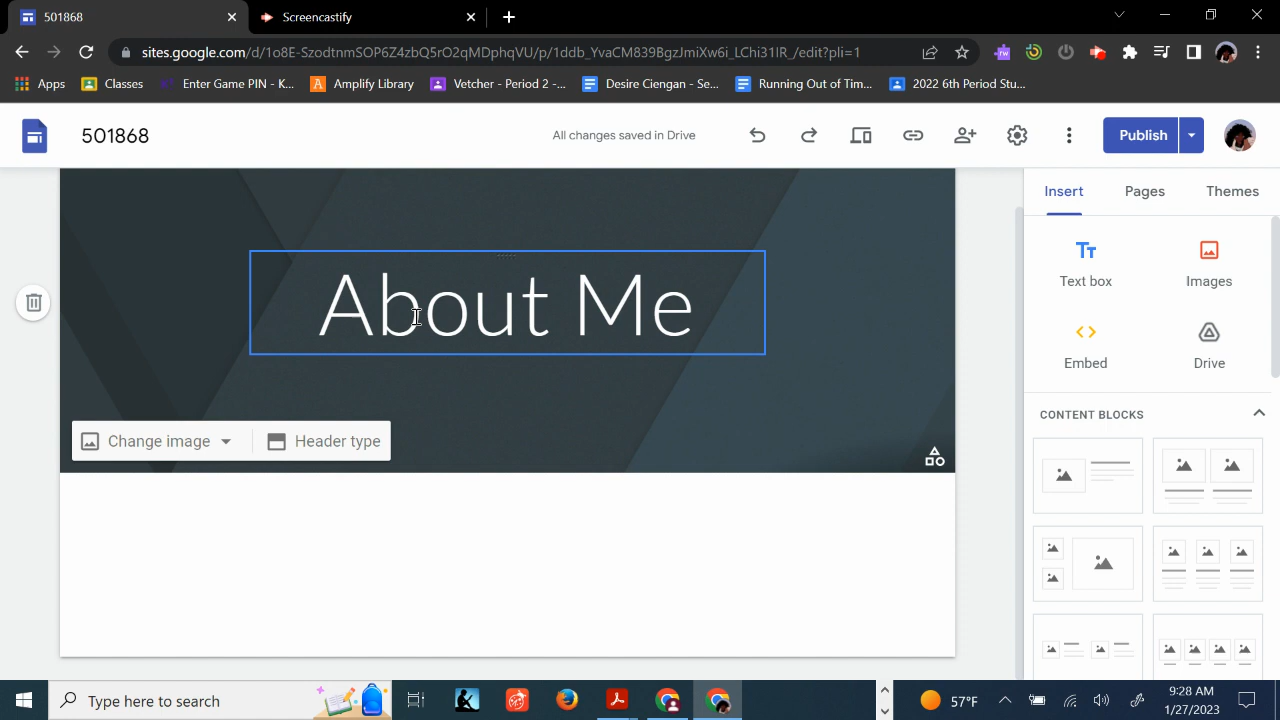 501868
Screencastify
sites.google.com/d/1o8E-SzodtnmSOP6Z4zbQ5rO2qMDphqVU/p/1ddb_YvaCM839BgzJmiXw6i_LChi31IR_/edit?pli=1
Apps
Classes
Enter Game PIN - K...
Amplify Library
Vetcher - Period 2 -...
Desire Ciengan - Se...
Running Out of Tim...
2022 6th Period Stu...
501868
All changes saved in Drive
Publish
Insert
Pages
Themes
About Me
Text box
Images
Embed
Drive
Change image
Header type
CONTENT BLOCKS
Type here to search
57°F
9:28 AM
1/27/2023